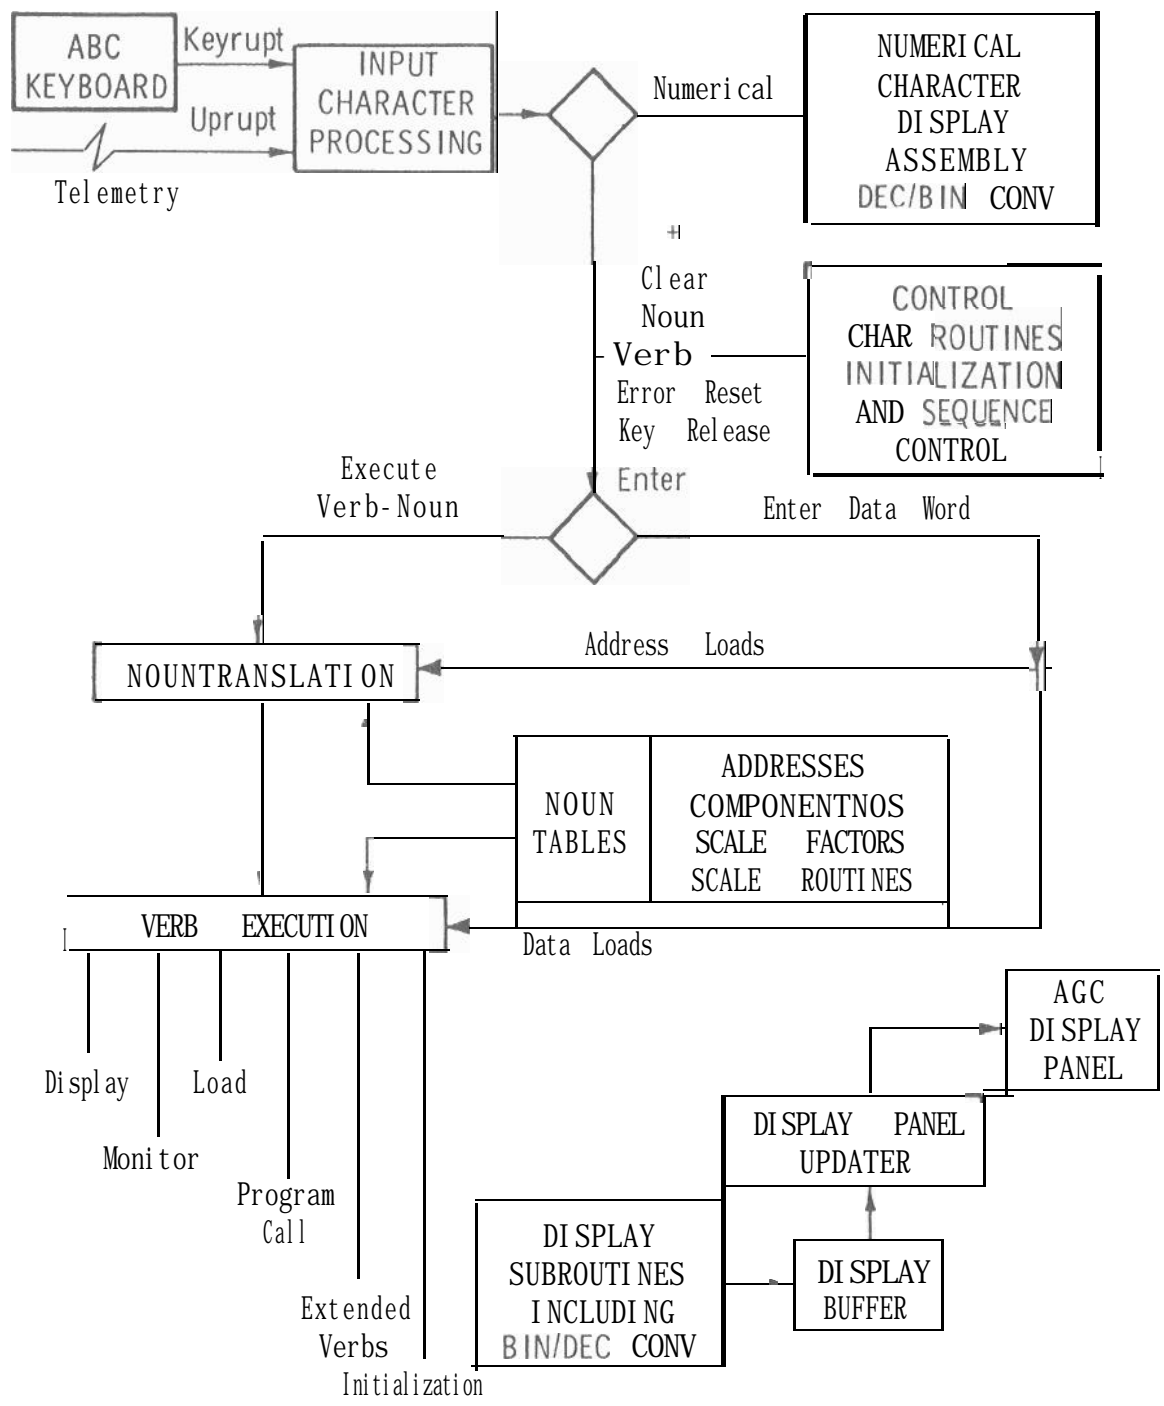 ABC
KEYBOARD
Keyrupt
Uprupt
Telemetry
INPUT
CHARACTER
PROCESSING
Numerical
NUMERICAL
CHARACTER
DISPLAY
ASSEMBLY
DEC/BIN CONV
+
Clear
Noun
Verb
Error Reset
Key Release
CONTROL
CHAR ROUTINES
INITIALIZATION
AND SEQUENCE
CONTROL
Enter
Execute
Verb-Noun
Enter Data Word
NOUNTRANSLATION
Address Loads
NOUN
TABLES
ADDRESSES
COMPONENTNOS
SCALE FACTORS
SCALE ROUTINES
VERB EXECUTION
Data Loads
Display
Monitor
Load
Program
Call
Extended
Verbs
Initialization
AGC
DISPLAY
PANEL
DISPLAY PANEL
UPDATER
DISPLAY
SUBROUTINES
INCLUDING
BIN/DEC CONV
DISPLAY
BUFFER